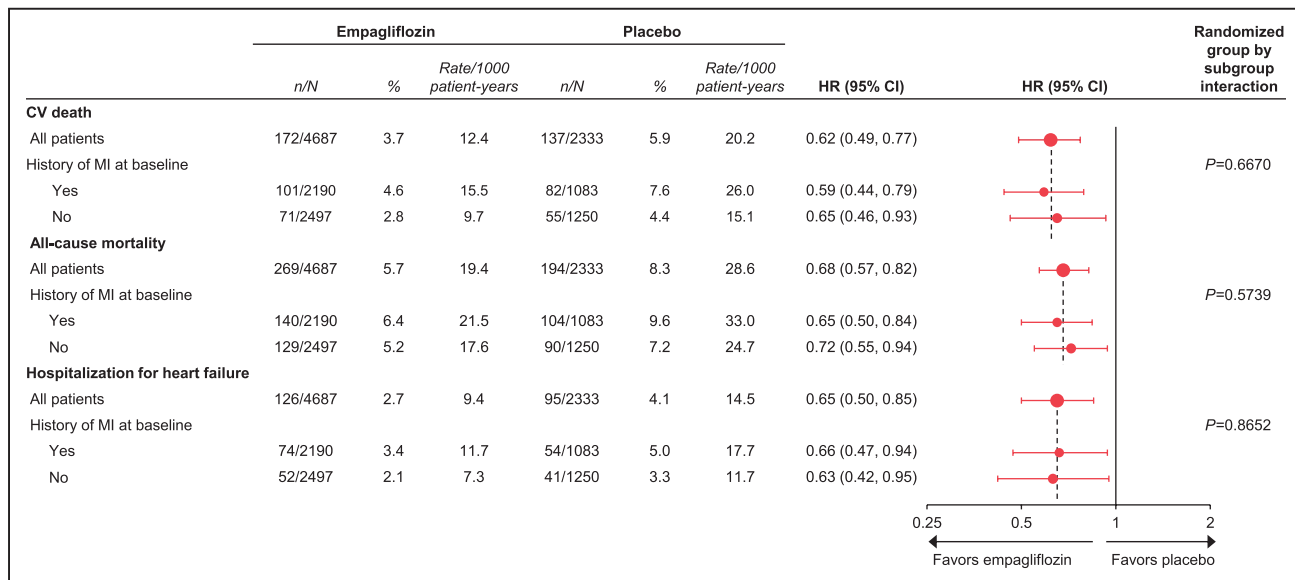 Empagliflozin Placebo Randomized
group by
subgroup
interaction
n/N % Rate/1000
patient-years n/N % Rate/1000
patient-years HR (95% CI) HR (95% CI)
CV death
All patients 172/4687 3.7 12.4 137/2333 5.9 20.2 0.62 (0.49, 0.77)
History of MI at baseline P=0.6670
Yes 101/2190 4.6 15.5 82/1083 7.6 26.0 0.59 (0.44, 0.79)
No 71/2497 2.8 9.7 55/1250 4.4 15.1 0.65 (0.46, 0.93)
All-cause mortality
All patients 269/4687 5.7 19.4 194/2333 8.3 28.6 0.68 (0.57, 0.82)
History of MI at baseline P=0.5739
Yes 140/2190 6.4 21.5 104/1083 9.6 33.0 0.65 (0.50, 0.84)
No 129/2497 5.2 17.6 90/1250 7.2 24.7 0.72 (0.55, 0.94)
Hospitalization for heart failure
All patients 126/4687 2.7 9.4 95/2333 4.1 14.5 0.65 (0.50, 0.85)
History of MI at baseline P=0.8652
Yes 74/2190 3.4 11.7 54/1083 5.0 17.7 0.66 (0.47, 0.94)
No 52/2497 2.1 7.3 41/1250 3.3 11.7 0.63 (0.42, 0.95)
0.25 0.5 1 2
Favors empagliflozin Favors placebo